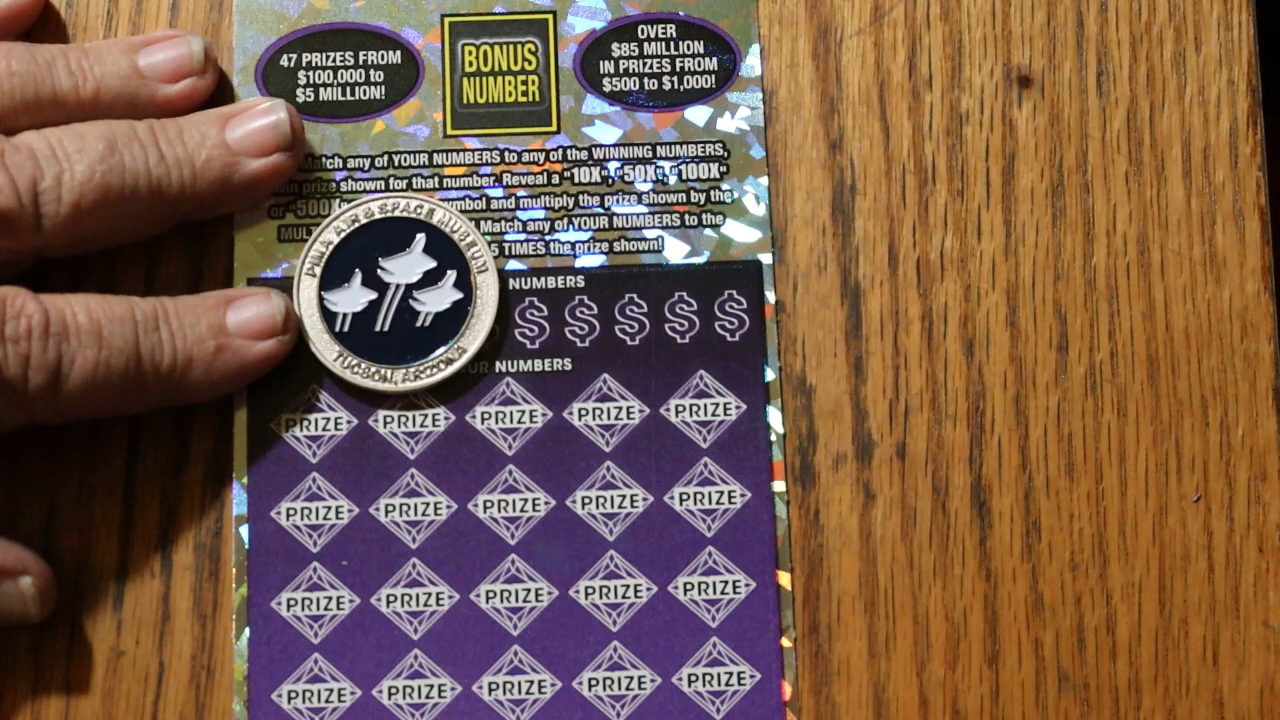 47 PRIZES FROM
$100,000 to
$5 MILLION!
BONUS
NUMBER
OVER
$85 MILLION
IN PRIZES FROM
$500 to $1,000!
Match any of YOUR NUMBERS to any of the WINNING NUMBERS,
win prize shown for that number. Reveal a "10X", "50X", "100X"
or "500X" symbol and multiply the prize shown by the
Match any of YOUR NUMBERS to the
TIMES the prize shown!
PIMA AIR & SPACE MUSEUM
TUCSON, ARIZONA
NUMBERS
$ $ $ $ $
NUMBERS
PRIZE PRIZE PRIZE PRIZE PRIZE
PRIZE PRIZE PRIZE PRIZE PRIZE
PRIZE PRIZE PRIZE PRIZE PRIZE
PRIZE PRIZE PRIZE PRIZE PRIZE